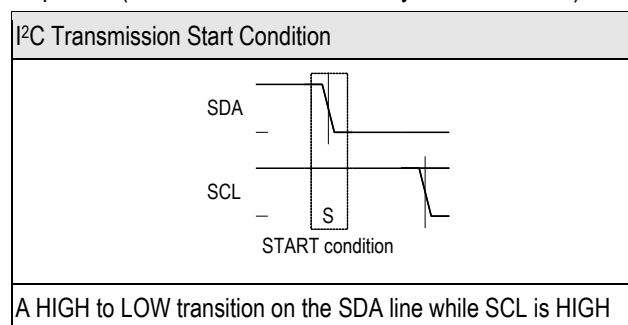 I²C Transmission Start Condition
SDA
SCL
S
START condition
A HIGH to LOW transition on the SDA line while SCL is HIGH